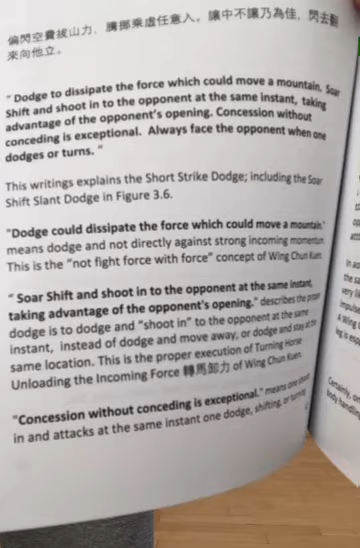 偏閃空費拔山力，騰挪乘虛任意入。讓中不讓乃為佳，閃去翻
來向他立。
“ Dodge to dissipate the force which could move a mountain. Soar
Shift and shoot in to the opponent at the same instant, taking
advantage of the opponent's opening. Concession without
conceding is exceptional. Always face the opponent when one
dodges or turns. “
This writings explains the Short Strike Dodge; including the Soar
Shift Slant Dodge in Figure 3.6.
"Dodge could dissipate the force which could move a mountain."
means dodge and not directly against strong incoming momentum
This is the “not fight force with force” concept of Wing Chun Kuen.
“ Soar Shift and shoot in to the opponent at the same instant,
taking advantage of the opponent's opening.” describes the proper
dodge is to dodge and “shoot in” to the opponent at the same
instant, instead of dodge and move away, or dodge and stay at the
same location. This is the proper execution of Turning Horse
Unloading the Incoming Force 轉馬卸力 of Wing Chun Kuen.
“Concession without conceding is exceptional.” means one
in and attacks at the same instant one dodge, shifting, or turning
Certainly,
body handling